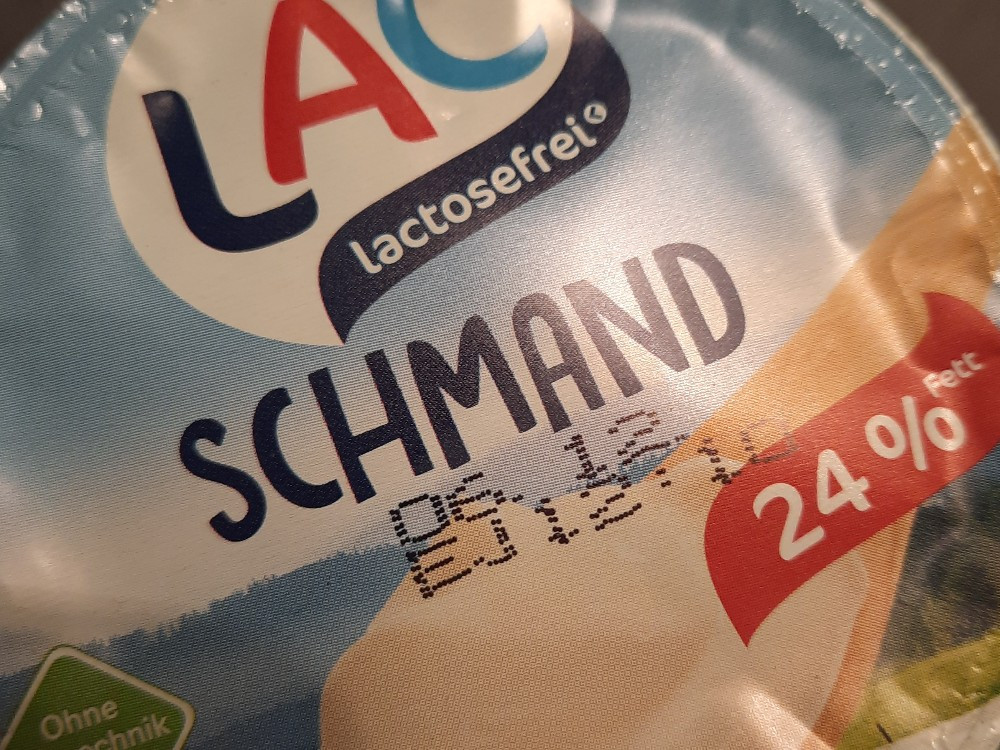 LAC
lactosefrei
SCHMAND
Fett
24 %
Ohne